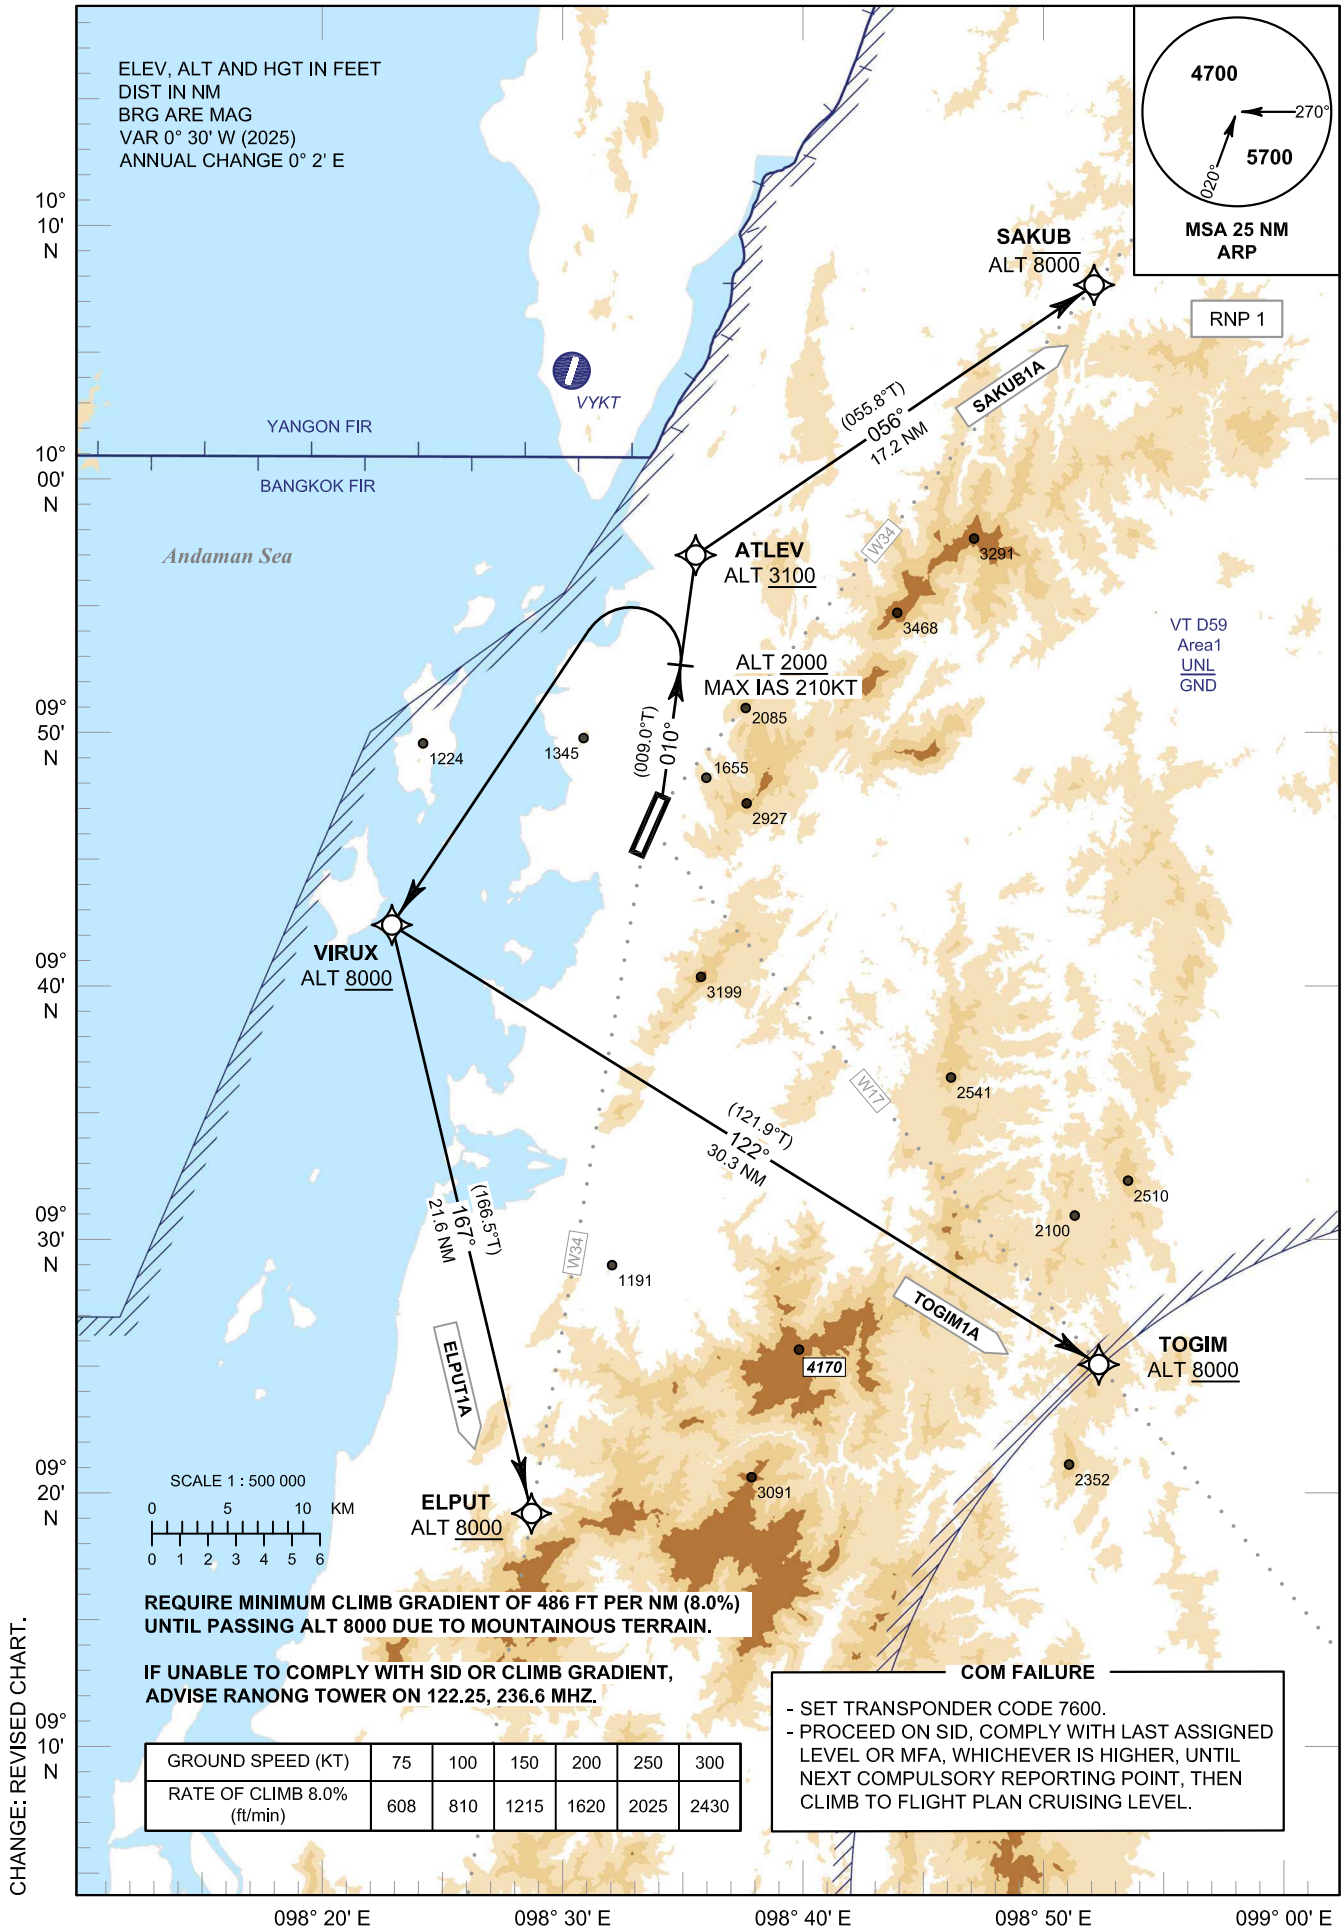 ELEV, ALT AND HGT IN FEET
DIST IN NM
BRG ARE MAG
VAR 0° 30' W (2025)
ANNUAL CHANGE 0° 2' E
4700
270°
5700
020°
MSA 25 NM
ARP
10°
10'
N
SAKUB
ALT 8000
RNP 1
SAKUB1A
(055.8°T)
056°
17.2 NM
VYKT
YANGON FIR
BANGKOK FIR
10°
00'
N
Andaman Sea
W34
ATLEV
ALT 3100
3291
3468
VT D59
Area1
UNL
GND
ALT 2000
MAX IAS 210KT
09°
50'
N
2085
1224
1345
(009.0°T)
010°
1655
2927
VIRUX
ALT 8000
09°
40'
N
3199
W17
2541
(121.9°T)
122°
30.3 NM
2510
2100
09°
30'
N
(166.5°T)
167°
21.6 NM
W34
1191
TOGIM1A
ELPUT1A
4170
TOGIM
ALT 8000
09°
20'
N
SCALE 1 : 500 000
0 5 10 KM
0 1 2 3 4 5 6
ELPUT
ALT 8000
3091
2352
REQUIRE MINIMUM CLIMB GRADIENT OF 486 FT PER NM (8.0%)
UNTIL PASSING ALT 8000 DUE TO MOUNTAINOUS TERRAIN.
IF UNABLE TO COMPLY WITH SID OR CLIMB GRADIENT,
ADVISE RANONG TOWER ON 122.25, 236.6 MHZ.
09°
10'
N
COM FAILURE
- SET TRANSPONDER CODE 7600.
- PROCEED ON SID, COMPLY WITH LAST ASSIGNED
LEVEL OR MFA, WHICHEVER IS HIGHER, UNTIL
NEXT COMPULSORY REPORTING POINT, THEN
CLIMB TO FLIGHT PLAN CRUISING LEVEL.
GROUND SPEED (KT) 75 100 150 200 250 300
RATE OF CLIMB 8.0%
(ft/min) 608 810 1215 1620 2025 2430
CHANGE: REVISED CHART.
098° 20' E 098° 30' E 098° 40' E 098° 50' E 099° 00' E